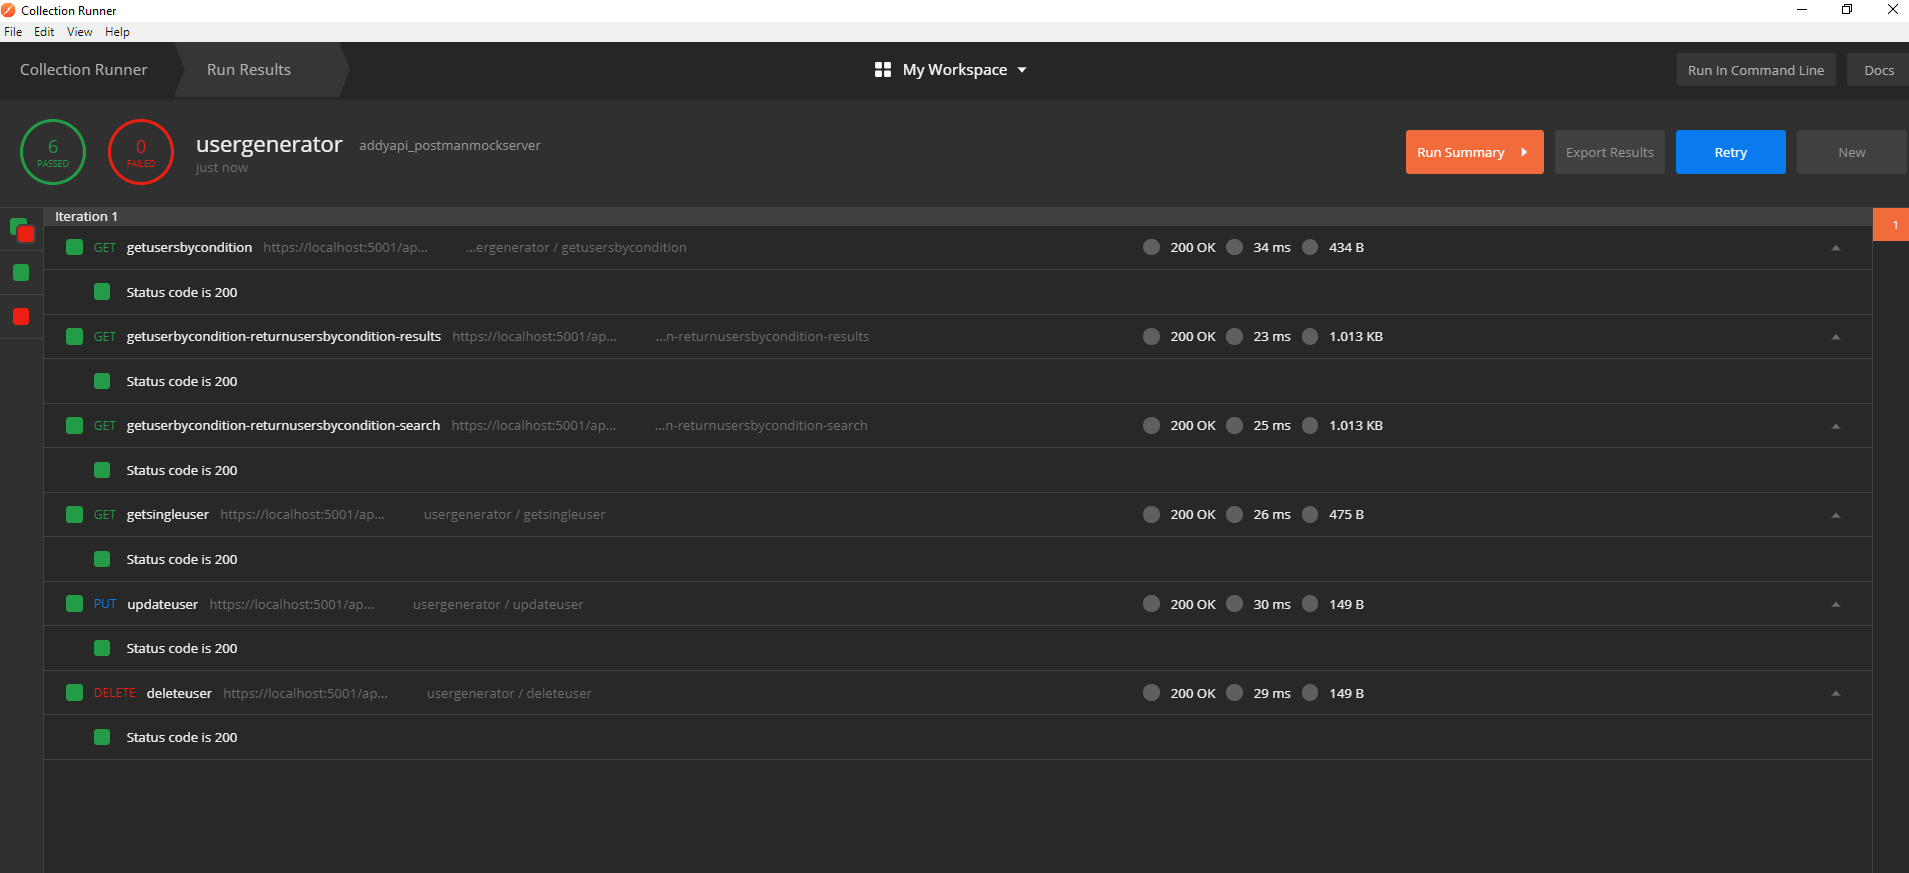 Collection Runner
File Edit View Help
Collection Runner Run Results My Workspace Run In Command Line Docs
6 PASSED
0 FAILED
usergenerator addyapi_postmanmockserver
just now
Run Summary Export Results Retry New
Iteration 1
1
GET getusersbycondition https://localhost:5001/ap... ...ergenerator / getusersbycondition 200 OK 34 ms 434 B
Status code is 200
GET getuserbycondition-returnusersbycondition-results https://localhost:5001/ap... ...n-returnusersbycondition-results 200 OK 23 ms 1.013 KB
Status code is 200
GET getuserbycondition-returnusersbycondition-search https://localhost:5001/ap... ...n-returnusersbycondition-search 200 OK 25 ms 1.013 KB
Status code is 200
GET getsingleuser https://localhost:5001/ap... usergenerator / getsingleuser 200 OK 26 ms 475 B
Status code is 200
PUT updateuser https://localhost:5001/ap... usergenerator / updateuser 200 OK 30 ms 149 B
Status code is 200
DELETE deleteuser https://localhost:5001/ap... usergenerator / deleteuser 200 OK 29 ms 149 B
Status code is 200